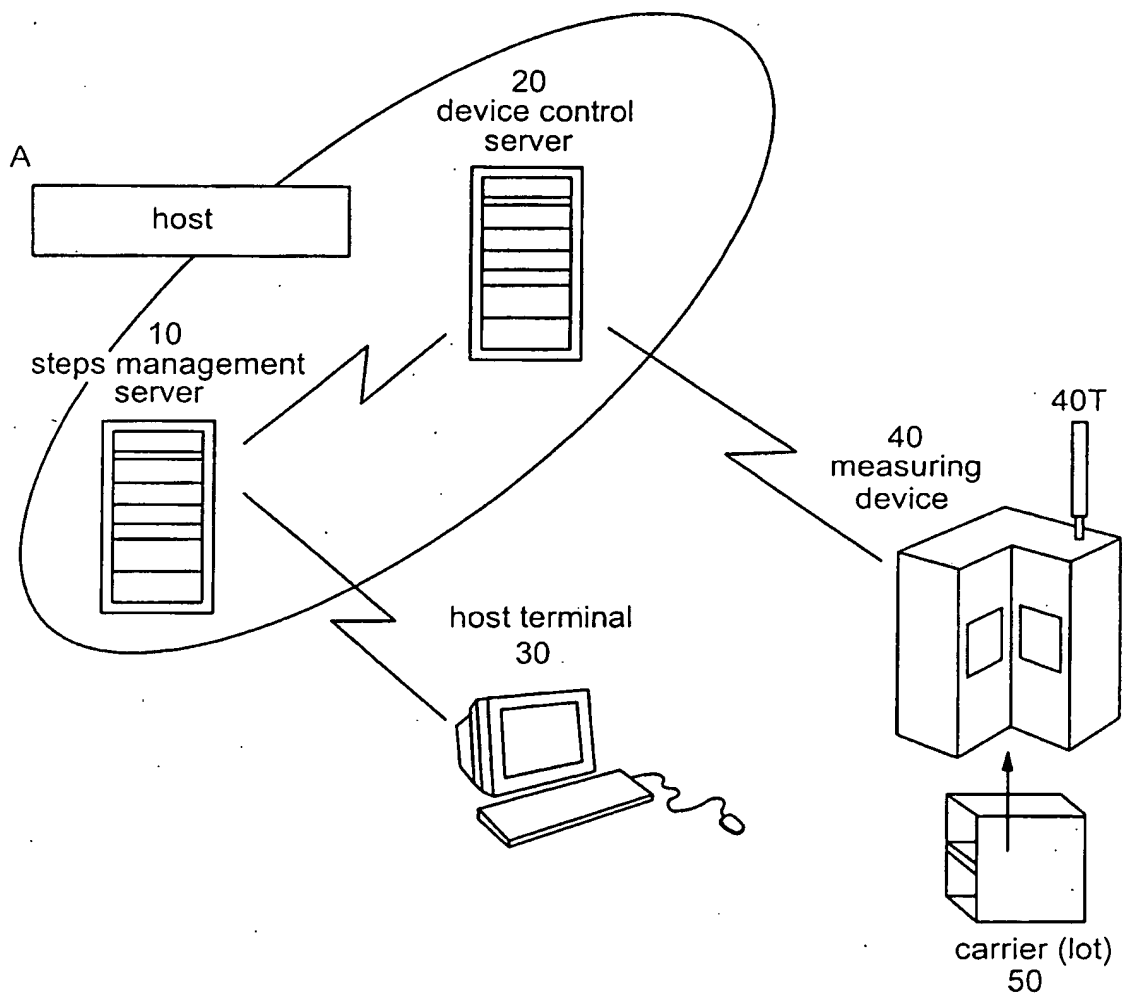 20
device control
server
A
host
10
steps management
server
40T
40
measuring
device
host terminal
30
carrier (lot)
50